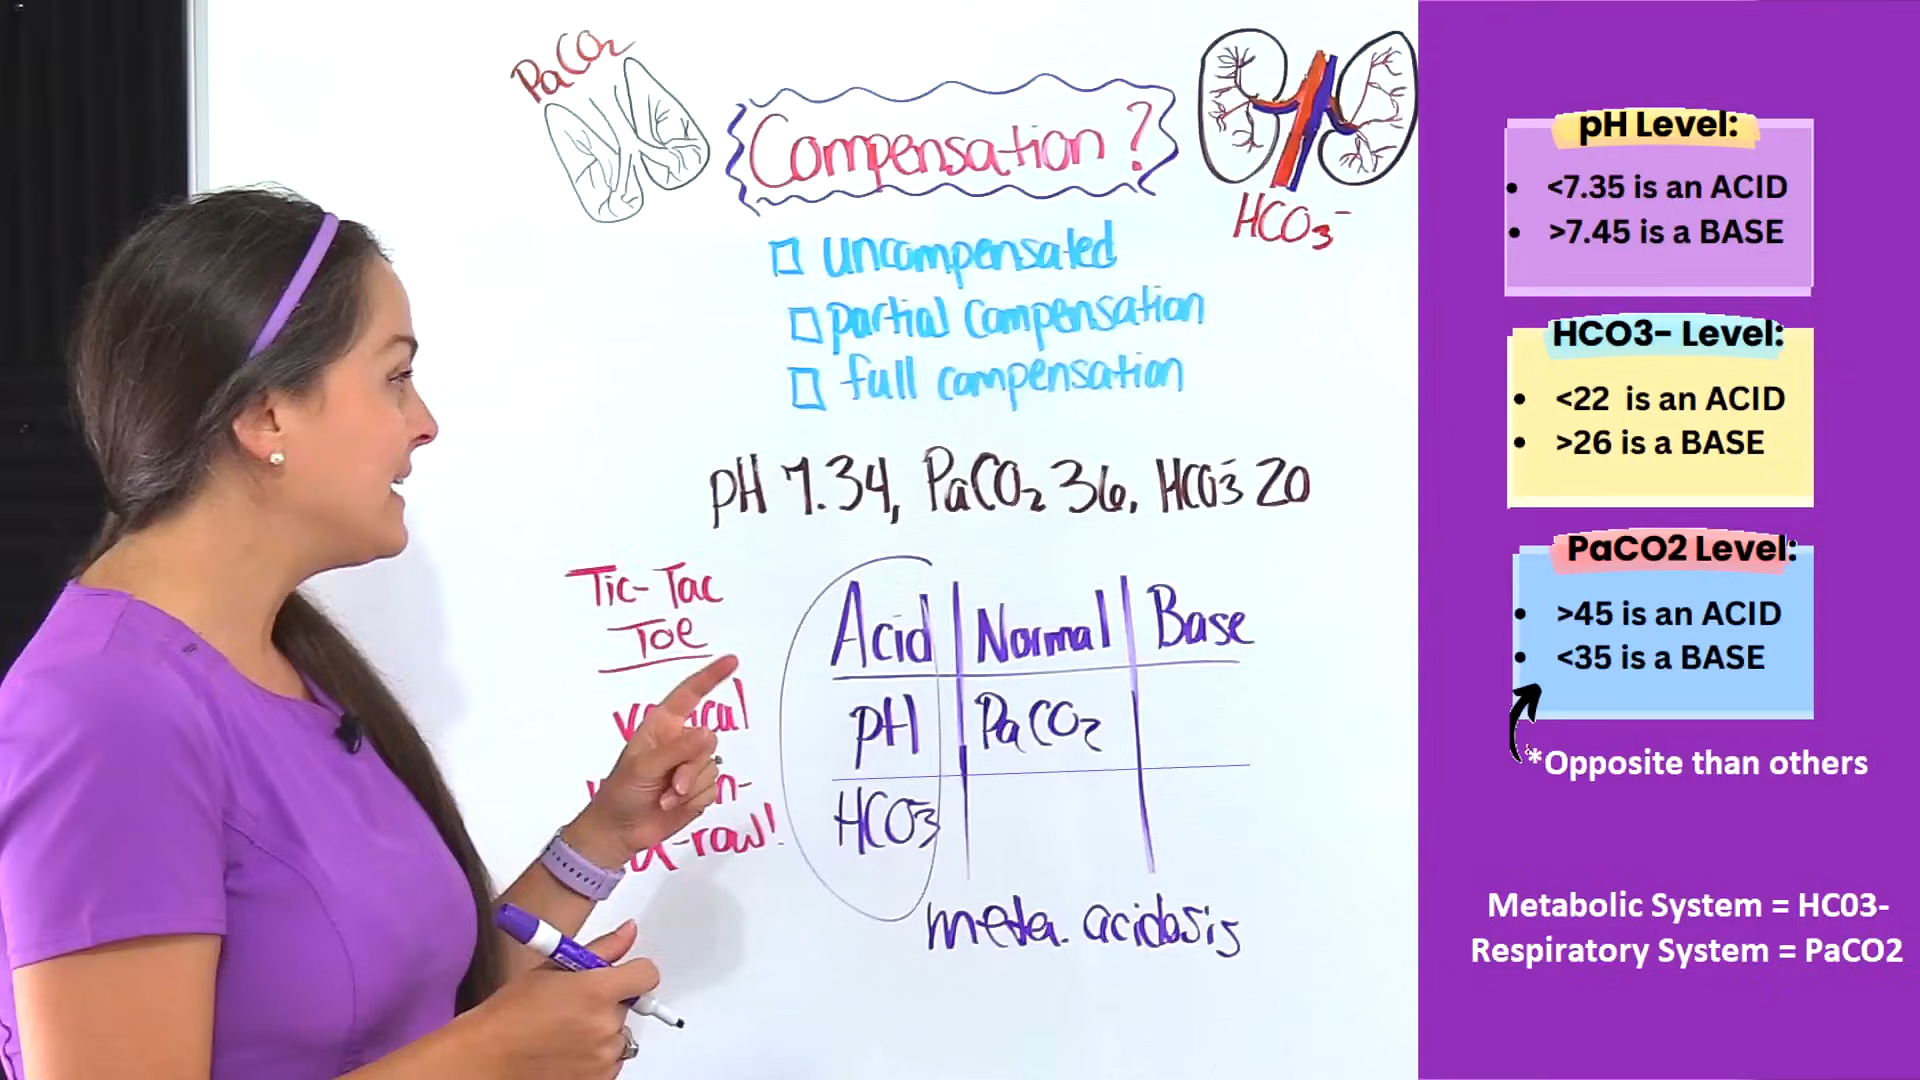 PaCO₂
Compensation?
HCO₃⁻
uncompensated
partial compensation
full compensation
pH 7.34, PaCO₂ 36, HCO₃⁻ 20
Tic-Tac
Toe
Acid | Normal | Base
pH PaCO₂
HCO₃
-raw!
meta. acidosis
pH Level:
• <7.35 is an ACID
• >7.45 is a BASE
HCO3- Level:
• <22 is an ACID
• >26 is a BASE
PaCO2 Level:
• >45 is an ACID
• <35 is a BASE
*Opposite than others
Metabolic System = HC03-
Respiratory System = PaCO2